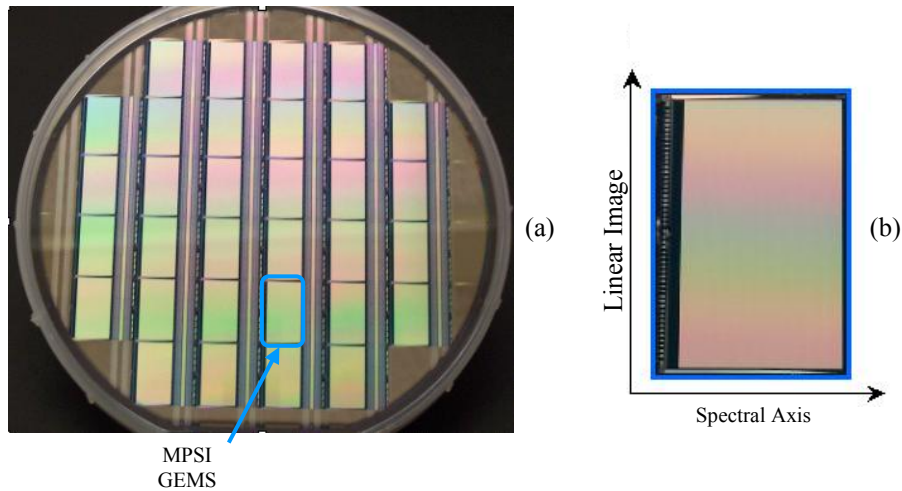 (a)
MPSI
GEMS
Linear Image
(b)
Spectral Axis